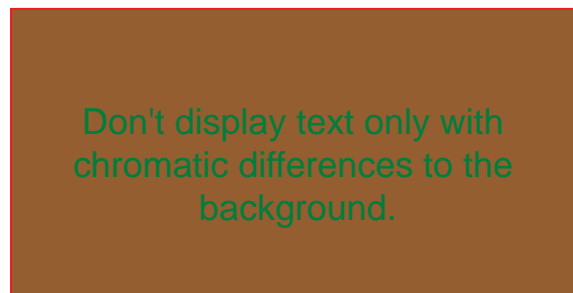 Don't display text only with
chromatic differences to the
background.